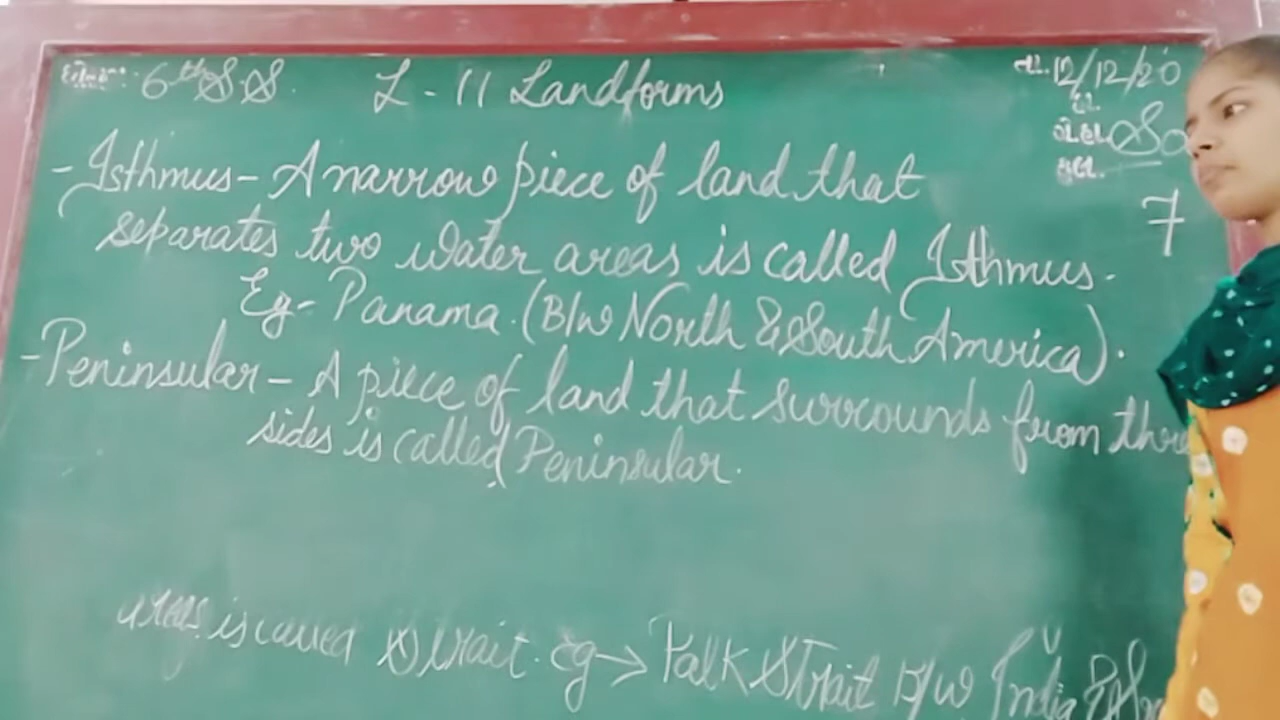 વિષય: 6th S.S. L - 11 Landforms
તા. 12/12/20
- Isthmus - A narrow piece of land that
separates two water areas is called Isthmus.
7
Eg- Panama. (B/w North & South America).
- Peninsular - A piece of land that surrounds from thre
sides is called Peninsular.
areas is called Strait. eg → Palk Strait B/w India &